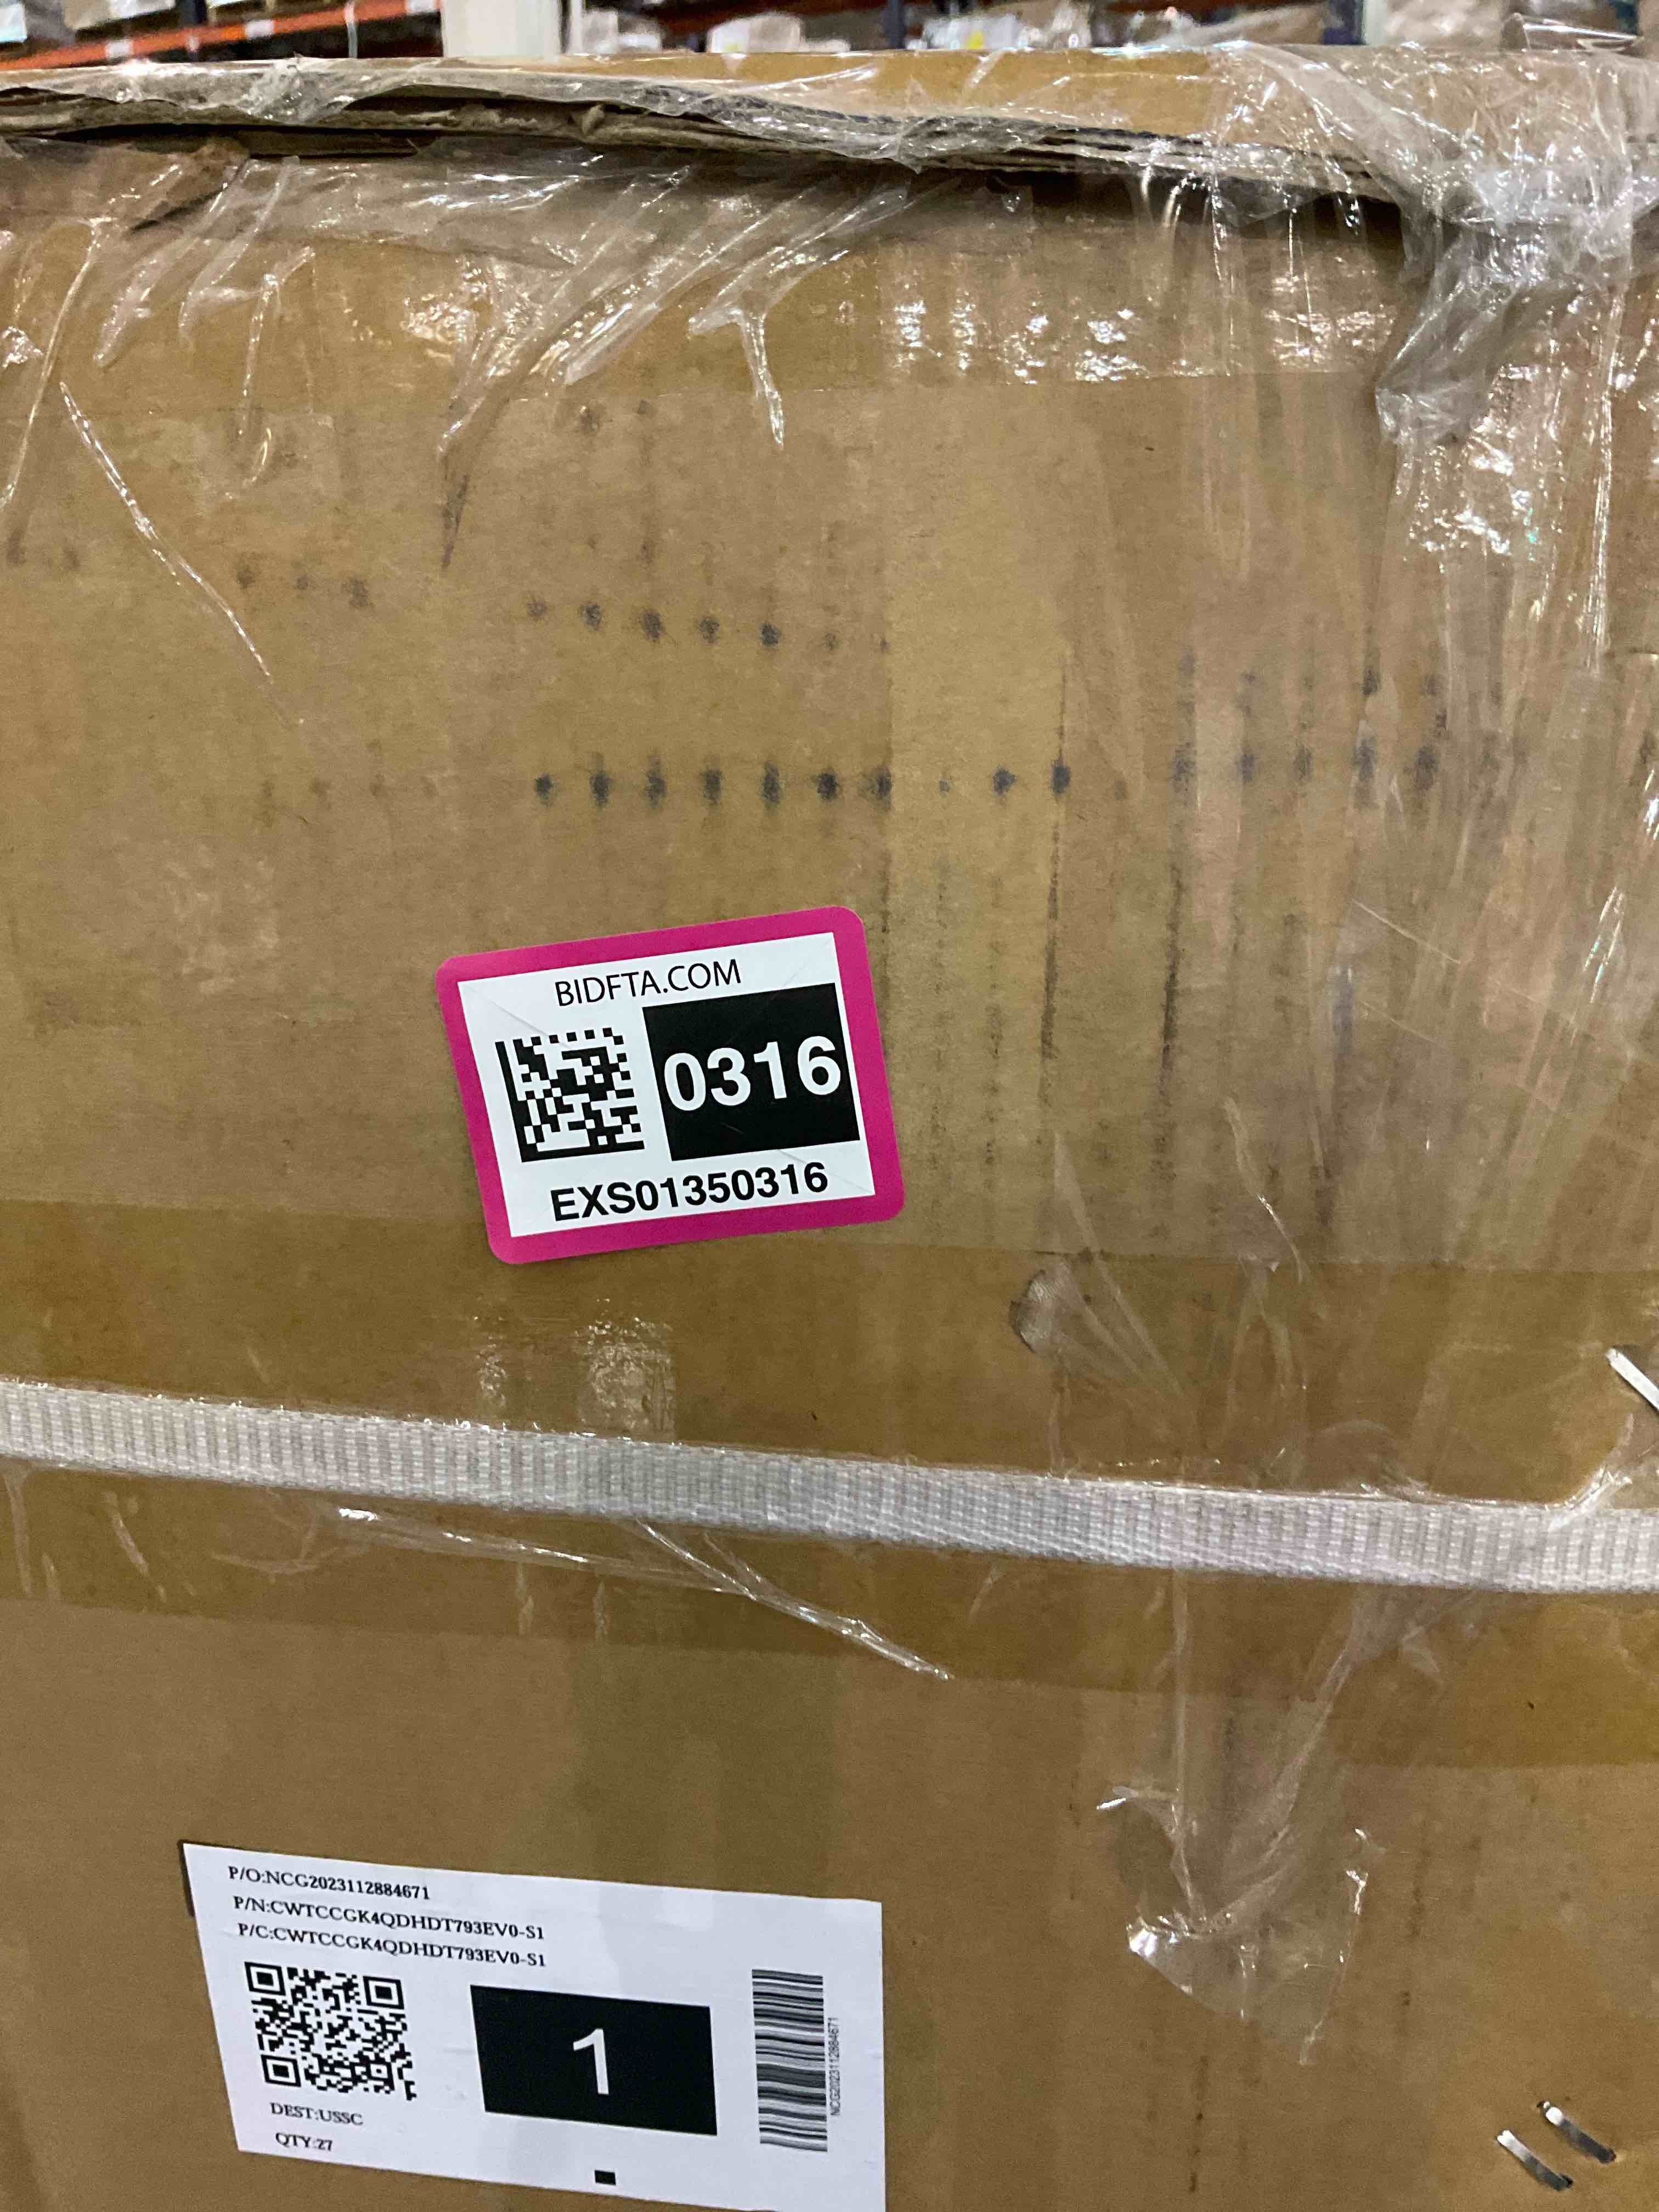 BIDFTA.COM
0316
EXS01350316
P/O:NCG2023112884671
P/N:CWTCCGK4QDHDT793EV0-S1
P/C:CWTCCGK4QDHDT793EV0-S1
1
NCG2023112884671
DEST:USSC
QTY:27